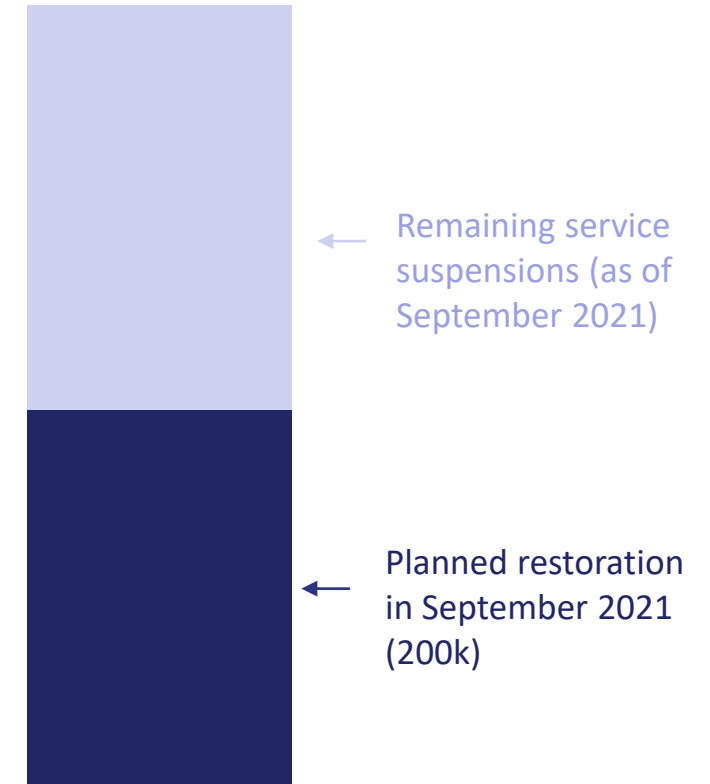 Remaining service
suspensions (as of
September 2021)
Planned restoration
in September 2021
(200k)